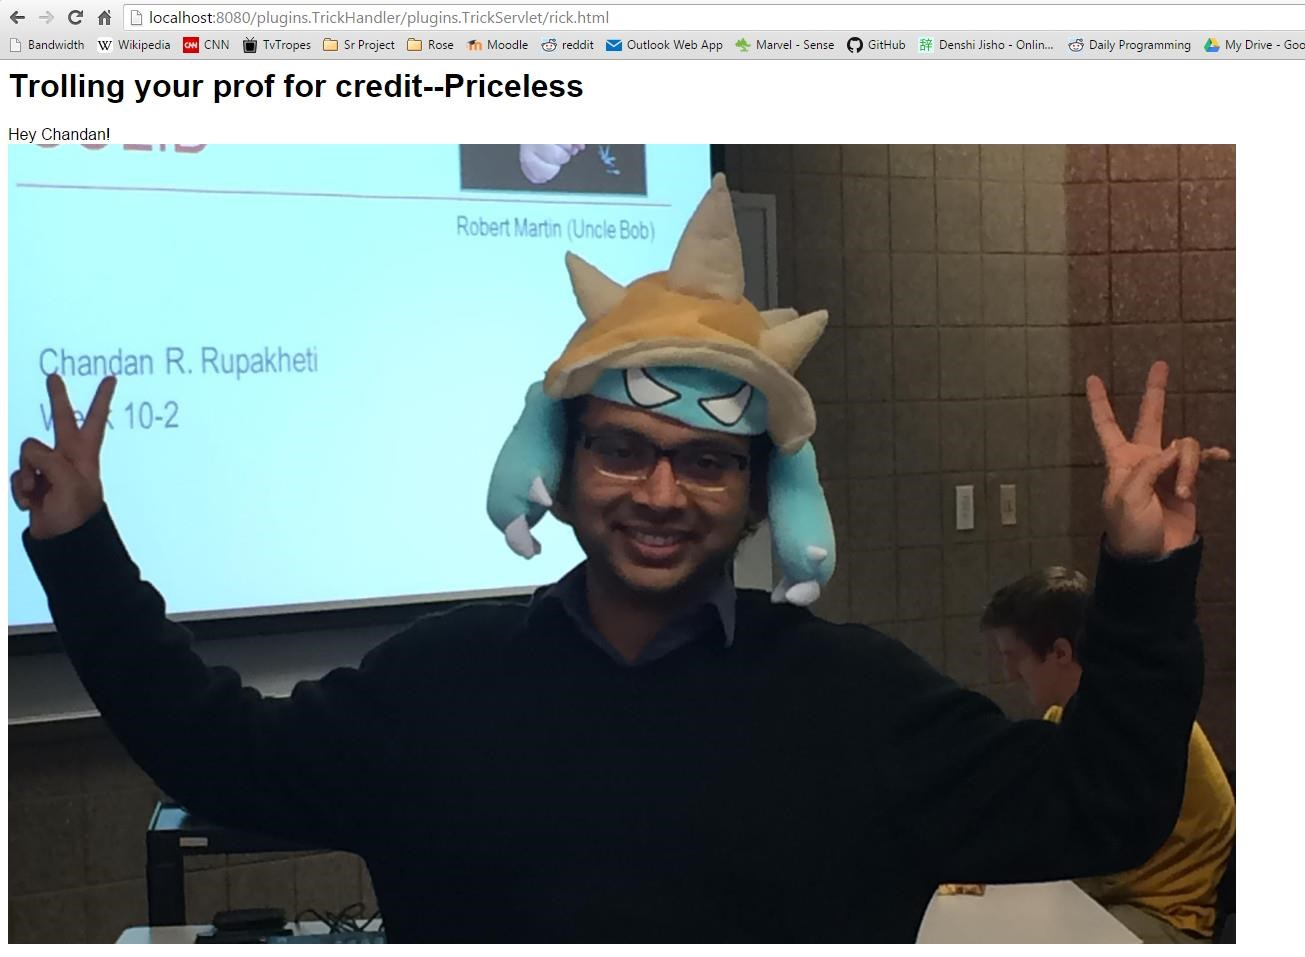 localhost:8080/plugins.TrickHandler/plugins.TrickServlet/rick.html
Bandwidth Wikipedia CNN TvTropes Sr Project Rose Moodle reddit Outlook Web App Marvel - Sense GitHub Denshi Jisho - Onlin... Daily Programming My Drive - Goo
Trolling your prof for credit--Priceless
Hey Chandan!
Robert Martin (Uncle Bob)
Chandan R. Rupakheti
10-2